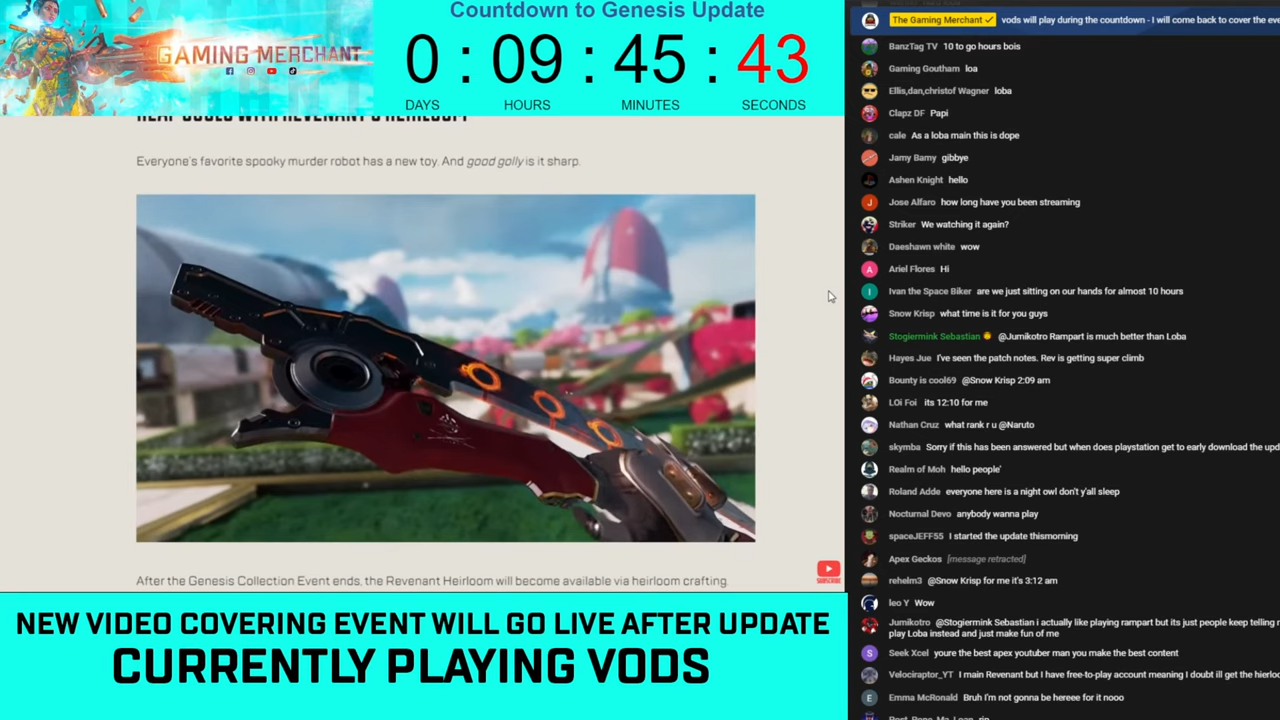 GAMING MERCHANT
Countdown to Genesis Update
0 : 09 : 45 : 43
DAYS HOURS MINUTES SECONDS
REAP SOULS WITH REVENANT'S HEIRLOOM
Everyone's favorite spooky murder robot has a new toy. And good golly is it sharp.
After the Genesis Collection Event ends, the Revenant Heirloom will become available via heirloom crafting
SUBSCRIBE
NEW VIDEO COVERING EVENT WILL GO LIVE AFTER UPDATE
CURRENTLY PLAYING VODS
The Gaming Merchant ✓ vods will play during the countdown - I will come back to cover the eve
BanzTag TV 10 to go hours bois
Gaming Goutham loa
Ellis,dan,christof Wagner loba
Clapz DF Papi
cale As a loba main this is dope
Jamy Bamy gibbye
Ashen Knight hello
J Jose Alfaro how long have you been streaming
Striker We watching it again?
Daeshawn white wow
A Ariel Flores Hi
I Ivan the Space Biker are we just sitting on our hands for almost 10 hours
Snow Krisp what time is it for you guys
Stogiermink Sebastian @Jumikotro Rampart is much better than Loba
Hayes Jue I've seen the patch notes. Rev is getting super climb
Bounty is cool69 @Snow Krisp 2:09 am
LOi Foi its 12:10 for me
Nathan Cruz what rank r u @Naruto
skymba Sorry if this has been answered but when does playstation get to early download the upd
Realm of Moh hello people'
Roland Adde everyone here is a night owl don't y'all sleep
Nocturnal Devo anybody wanna play
spaceJEFF55 I started the update thismorning
Apex Geckos [message retracted]
rehelm3 @Snow Krisp for me it's 3:12 am
leo Y Wow
Jumikotro @Stogiermink Sebastian i actually like playing rampart but its just people keep telling
play Loba instead and just make fun of me
S Seek Xcel youre the best apex youtuber man you make the best content
Velociraptor_YT I main Revenant but I have free-to-play account meaning I doubt ill get the hierlo
E Emma McRonald Bruh I'm not gonna be hereee for it nooo